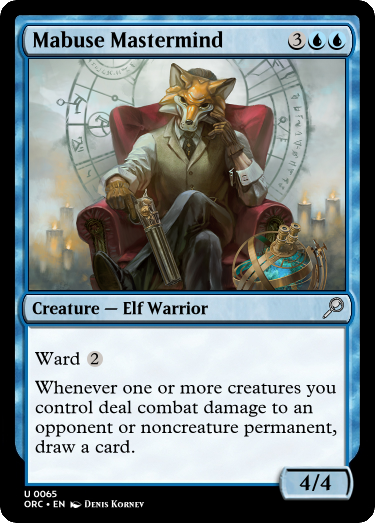 Mabuse Mastermind 3
Creature — Elf Warrior
Ward 2
Whenever one or more creatures you
control deal combat damage to an
opponent or noncreature permanent,
draw a card.
4/4
U 0065
ORC • EN Denis Kornev